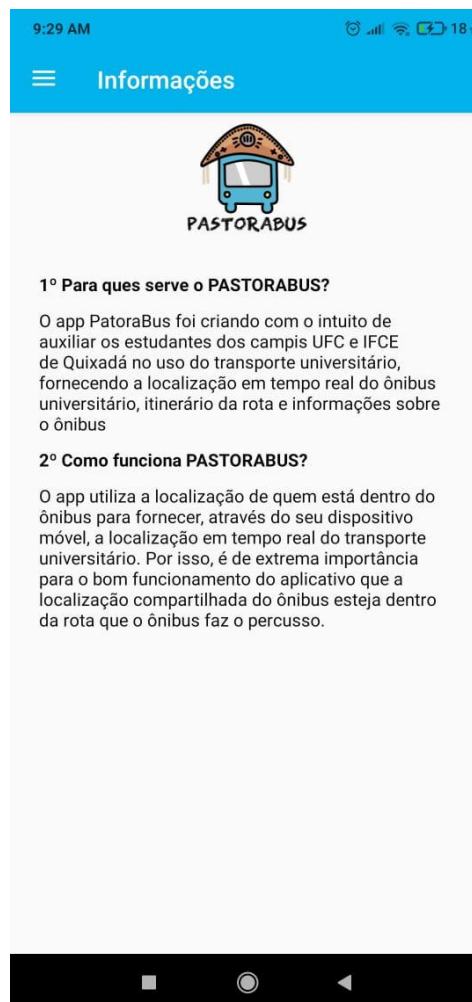 9:29 AM
18
Informações
PASTORABUS
1º Para ques serve o PASTORABUS?
O app PatoraBus foi criando com o intuito de
auxiliar os estudantes dos campis UFC e IFCE
de Quixadá no uso do transporte universitário,
fornecendo a localização em tempo real do ônibus
universitário, itinerário da rota e informações sobre
o ônibus
2º Como funciona PASTORABUS?
O app utiliza a localização de quem está dentro do
ônibus para fornecer, através do seu dispositivo
móvel, a localização em tempo real do transporte
universitário. Por isso, é de extrema importância
para o bom funcionamento do aplicativo que a
localização compartilhada do ônibus esteja dentro
da rota que o ônibus faz o percusso.